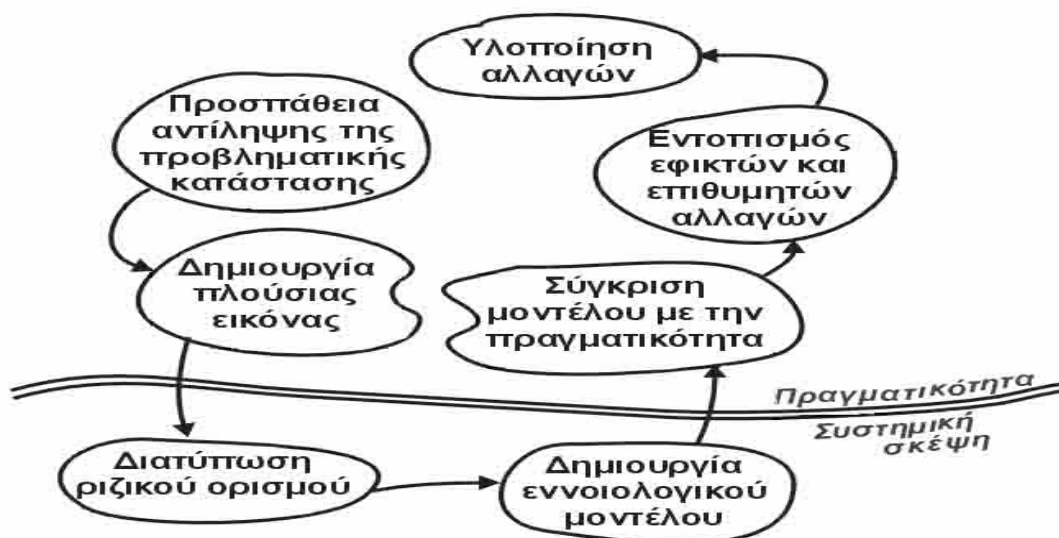 Προσπάθεια
αντίληψης της
προβληματικής
κατάστασης
Δημιουργία
πλούσιας
εικόνας
Διατύπωση
ριζικού ορισμού
Δημιουργία
εννοιολογικού
μοντέλου
Σύγκριση
μοντέλου με την
πραγματικότητα
Εντοπισμός
εφικτών και
επιθυμητών
αλλαγών
Υλοποίηση
αλλαγών
Πραγματικότητα
Συστημική
σκέψη